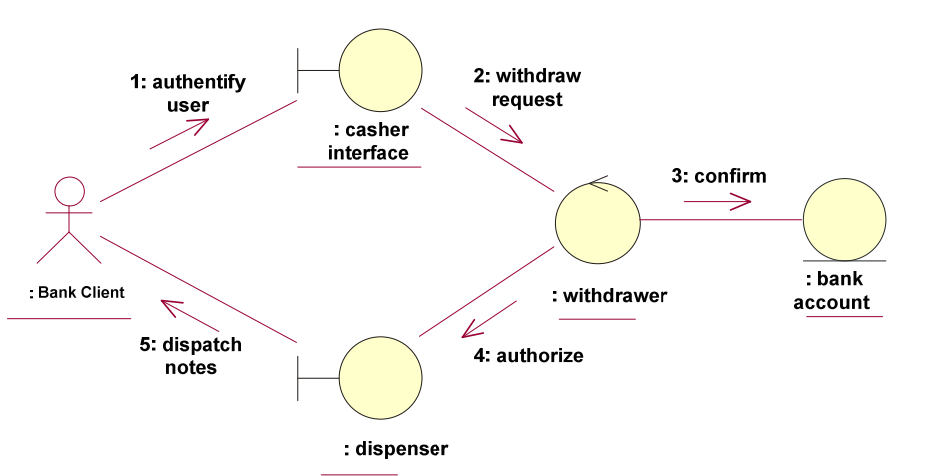 1: authentify
user
2: withdraw
request
: casher
interface
3: confirm
: Bank Client
: withdrawer
: bank
account
5: dispatch
notes
4: authorize
: dispenser